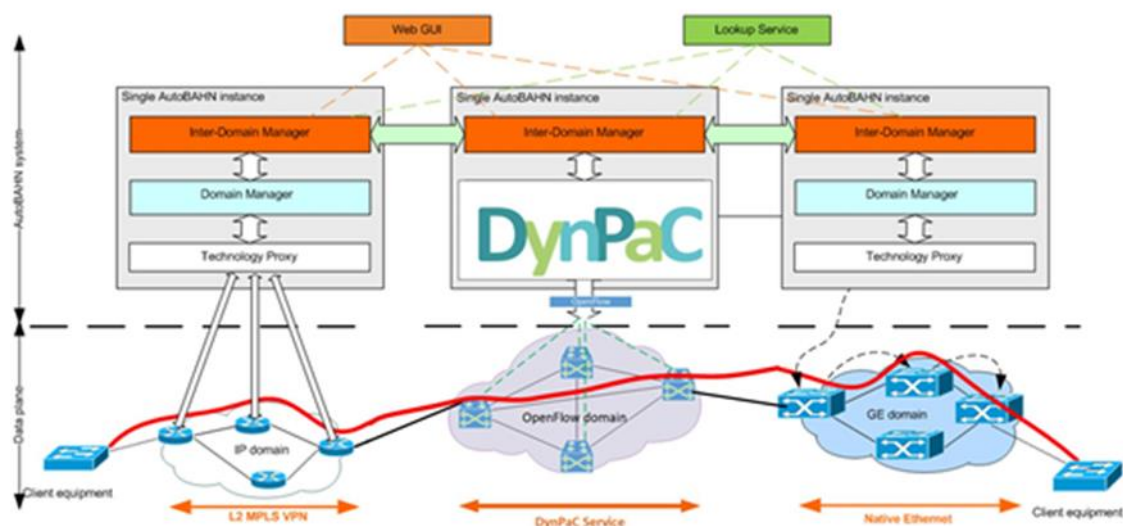 Web GUI
Lookup Service
AutoBAHN system
Single AutoBAHN instance
Single AutoBAHN instance
Single AutoBAHN instance
Inter-Domain Manager
Inter-Domain Manager
Inter-Domain Manager
Domain Manager
DynPaC
Domain Manager
Technology Proxy
Technology Proxy
OpenFlow
Data plane
IP domain
OpenFlow domain
GE domain
Client equipment
L2 MPLS VPN
DynPaC Service
Native Ethernet
Client equipment